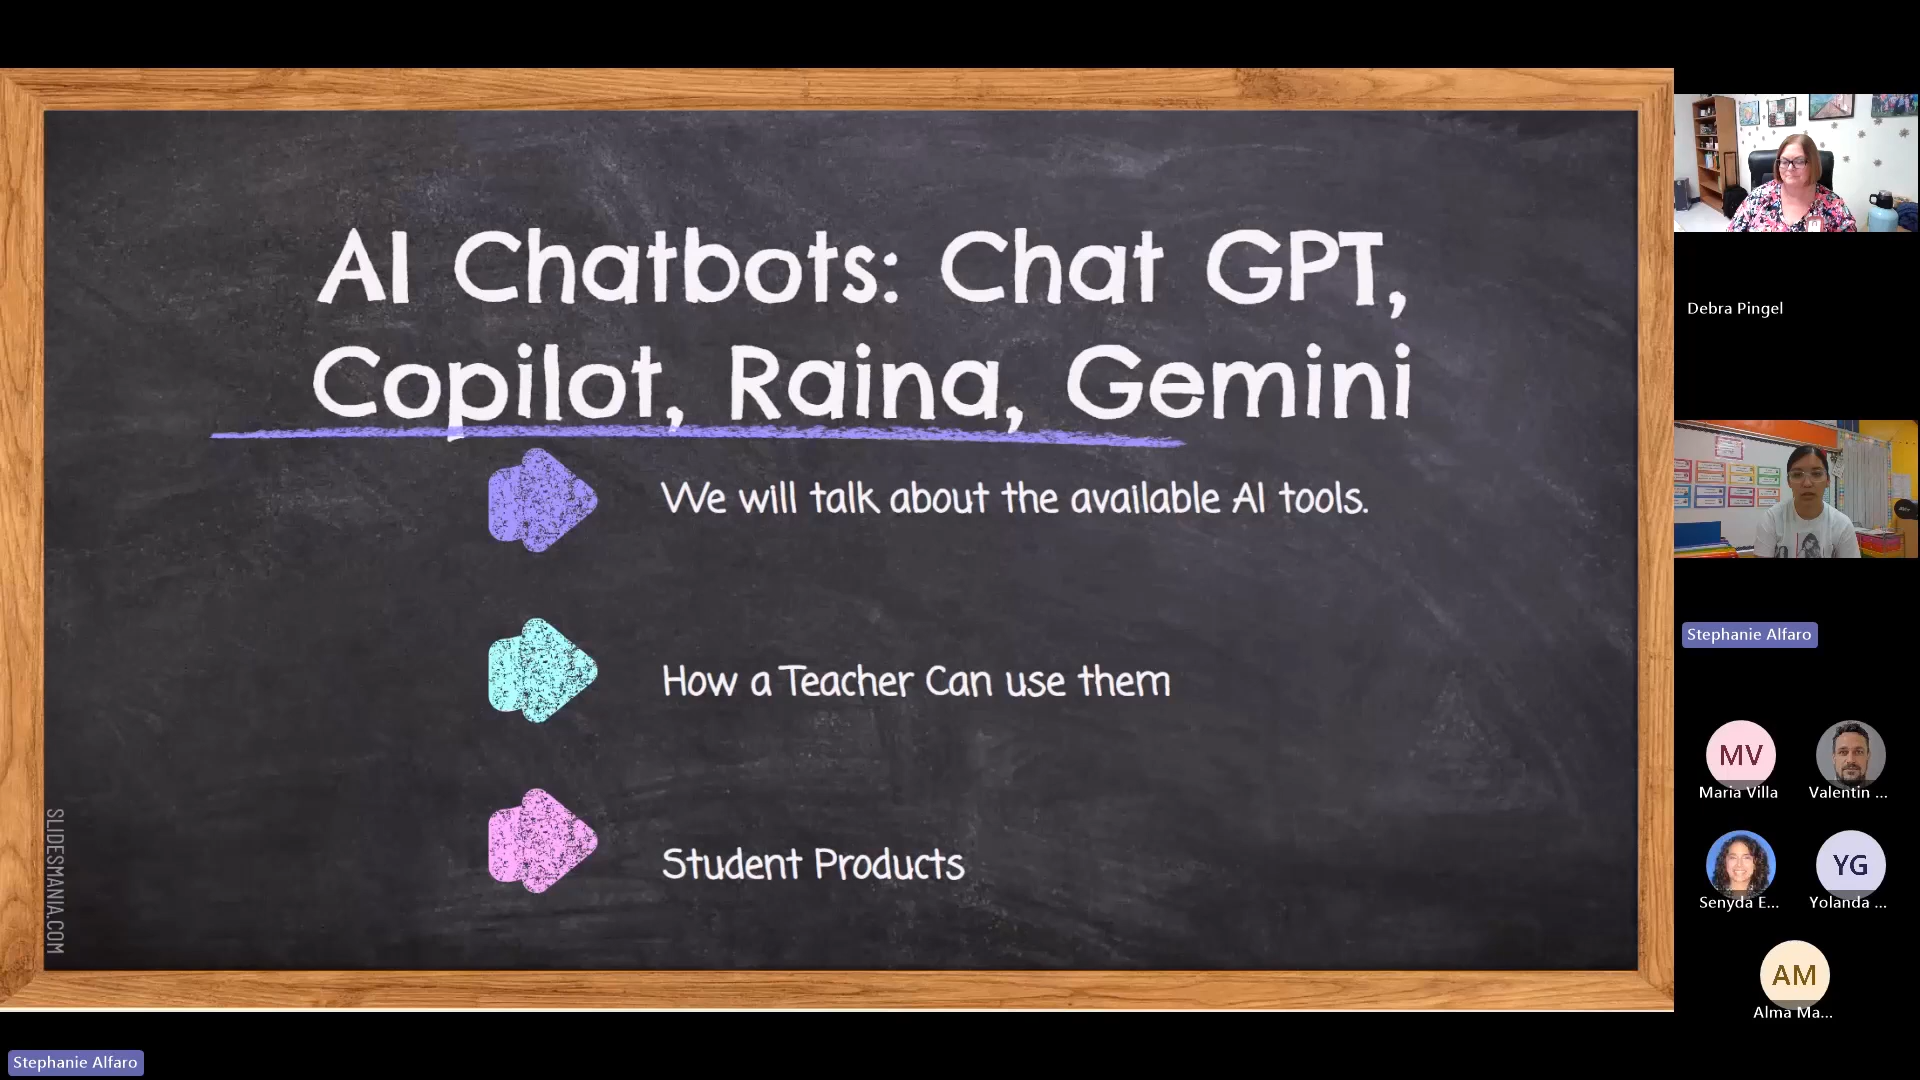 AI Chatbots: Chat GPT,
Copilot, Raina, Gemini
We will talk about the available AI tools.
How a Teacher Can use them
Student Products
SLIDESMANIA.COM
Debra Pingel
Stephanie Alfaro
MV
Maria Villa
Valentin ...
Senyda E...
YG
Yolanda ...
AM
Alma Ma...
Stephanie Alfaro